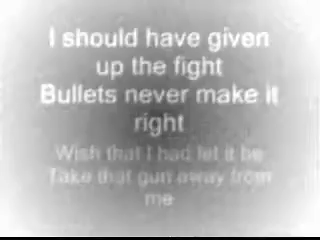 I should have given
up the fight
Bullets never make it
right
Wish that I had let it be
Take that gun away from
me